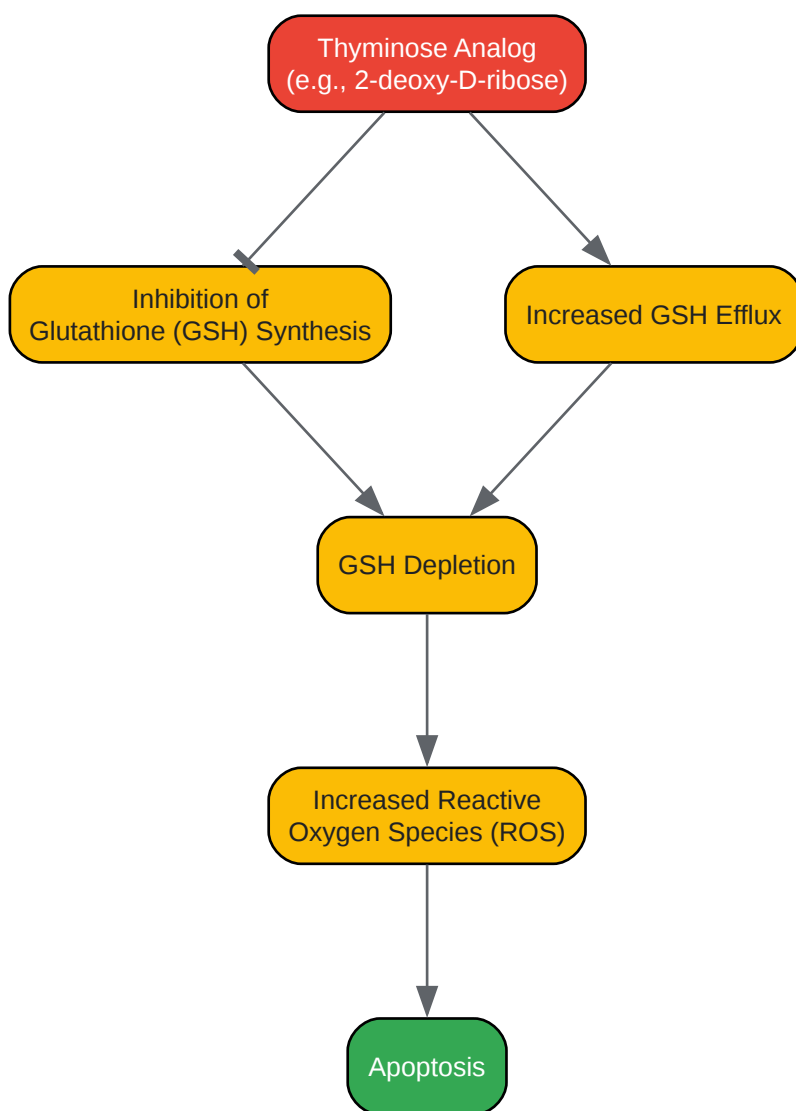 Thyminose Analog
(e.g., 2-deoxy-D-ribose)
Inhibition of
Glutathione (GSH) Synthesis
Increased GSH Efflux
GSH Depletion
Increased Reactive
Oxygen Species (ROS)
Apoptosis